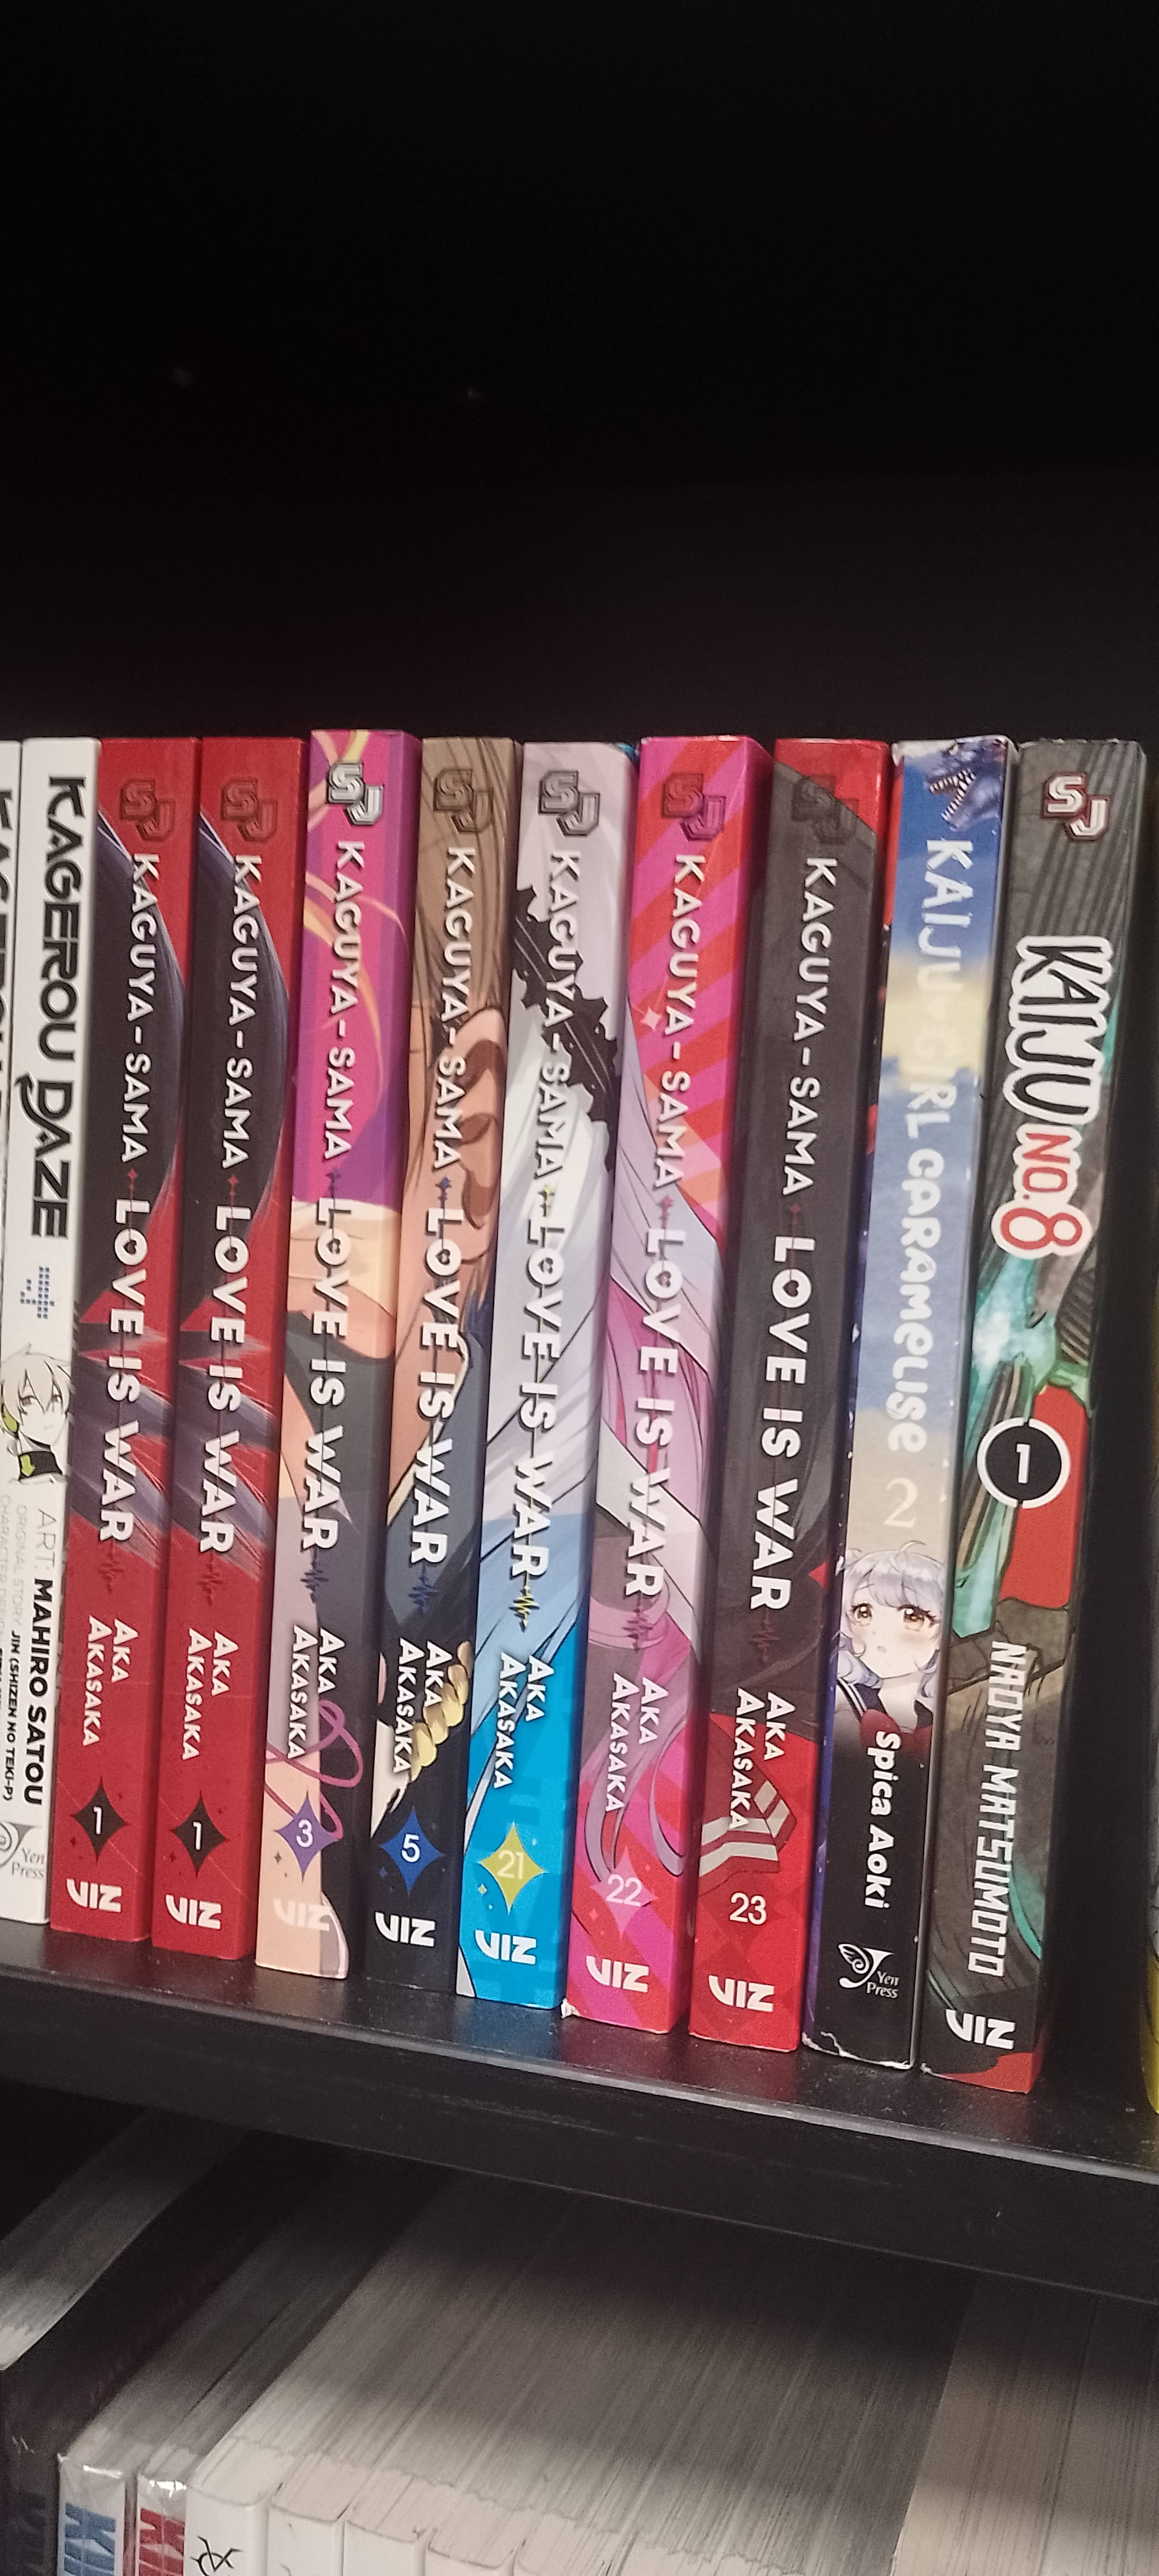 KAGEROU DAZE
ART: MAHIRO SATOU
ORIGINAL STORY: JIN (SHIZEN NO TEKI-P)
Yen
Press
SJ
KAGUYA-SAMA
LOVE IS WAR
AKA
AKASAKA
1
VIZ
SJ
KAGUYA-SAMA
LOVE IS WAR
AKA
AKASAKA
1
VIZ
SJ
KAGUYA-SAMA
LOVE IS WAR
AKA
AKASAKA
3
VIZ
SJ
KAGUYA-SAMA
LOVE IS WAR
AKA
AKASAKA
5
VIZ
SJ
KAGUYA-SAMA
LOVE IS WAR
AKA
AKASAKA
21
VIZ
SJ
KAGUYA-SAMA
LOVE IS WAR
AKA
AKASAKA
22
VIZ
SJ
KAGUYA-SAMA
LOVE IS WAR
AKA
AKASAKA
23
VIZ
KAIJU GIRL CARAMELISE 2
Spica Aoki
Yen
Press
SJ
KAIJU NO. 8
1
NAOYA MATSUMOTO
VIZ